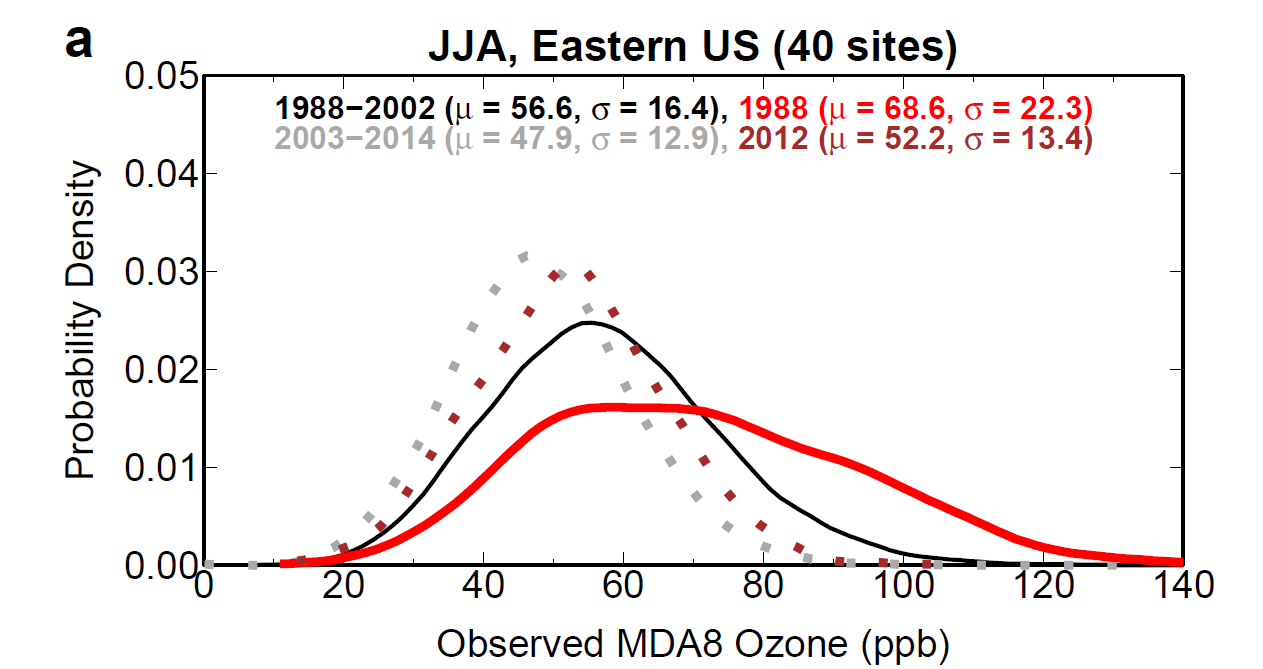 a
JJA, Eastern US (40 sites)
1988−2002 (μ = 56.6, σ = 16.4), 1988 (μ = 68.6, σ = 22.3)
2003−2014 (μ = 47.9, σ = 12.9), 2012 (μ = 52.2, σ = 13.4)
Probability Density
0.05
0.04
0.03
0.02
0.01
0.00
0 20 40 60 80 100 120 140
Observed MDA8 Ozone (ppb)